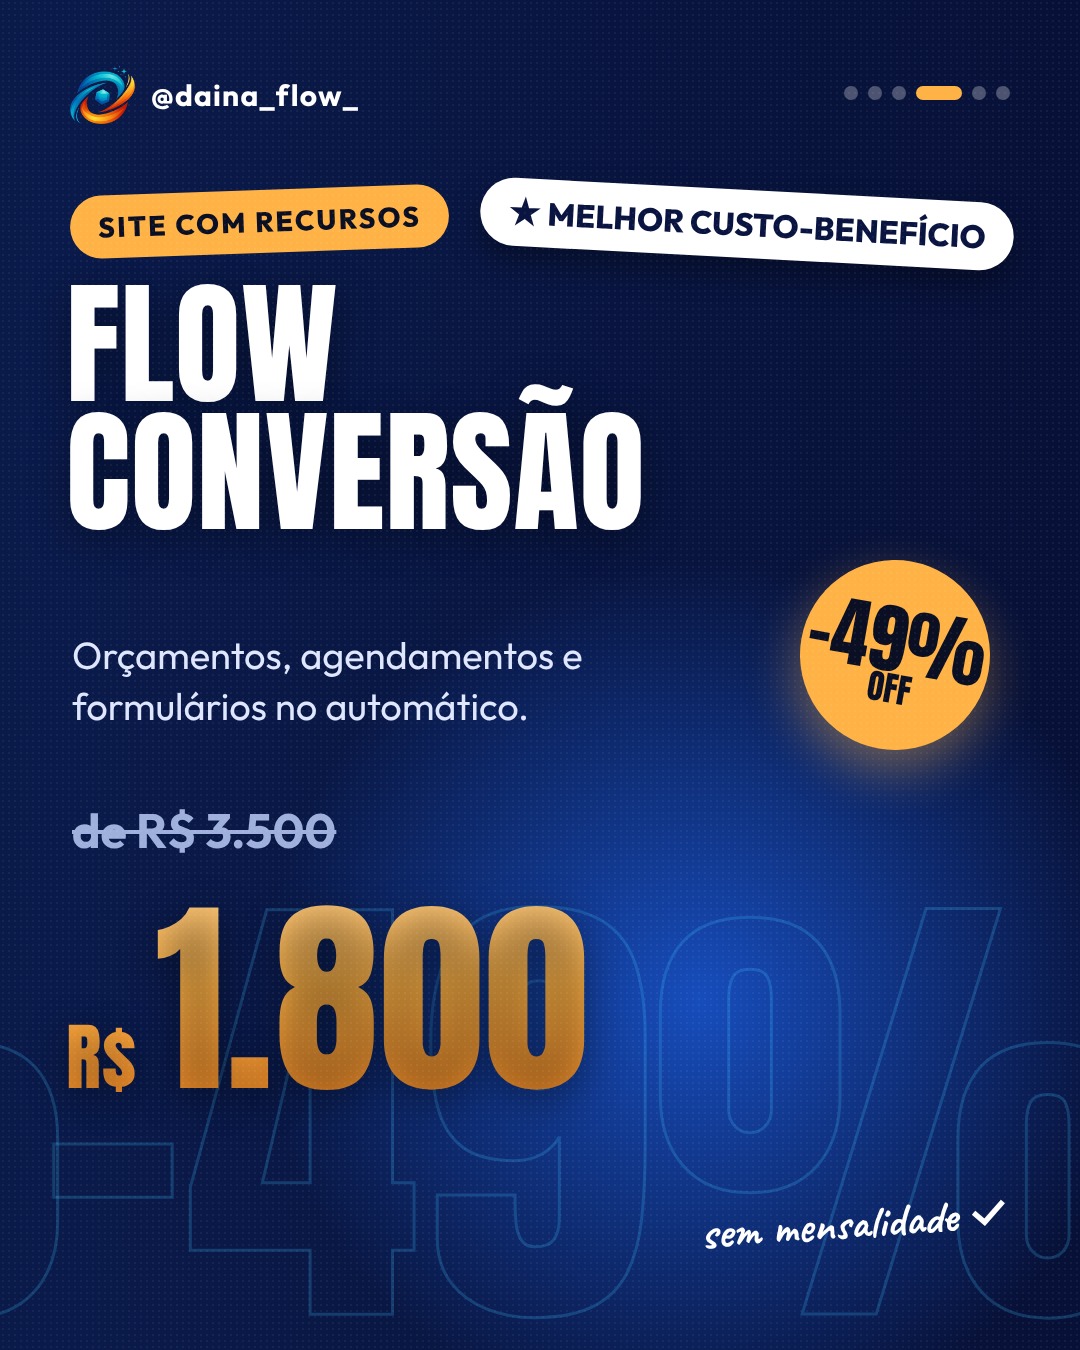 @daina_flow_
SITE COM RECURSOS
★ MELHOR CUSTO-BENEFÍCIO
FLOW
CONVERSÃO
-49%
OFF
Orçamentos, agendamentos e
formulários no automático.
de R$ 3.500
R$ 1.800
-49%
sem mensalidade ✓